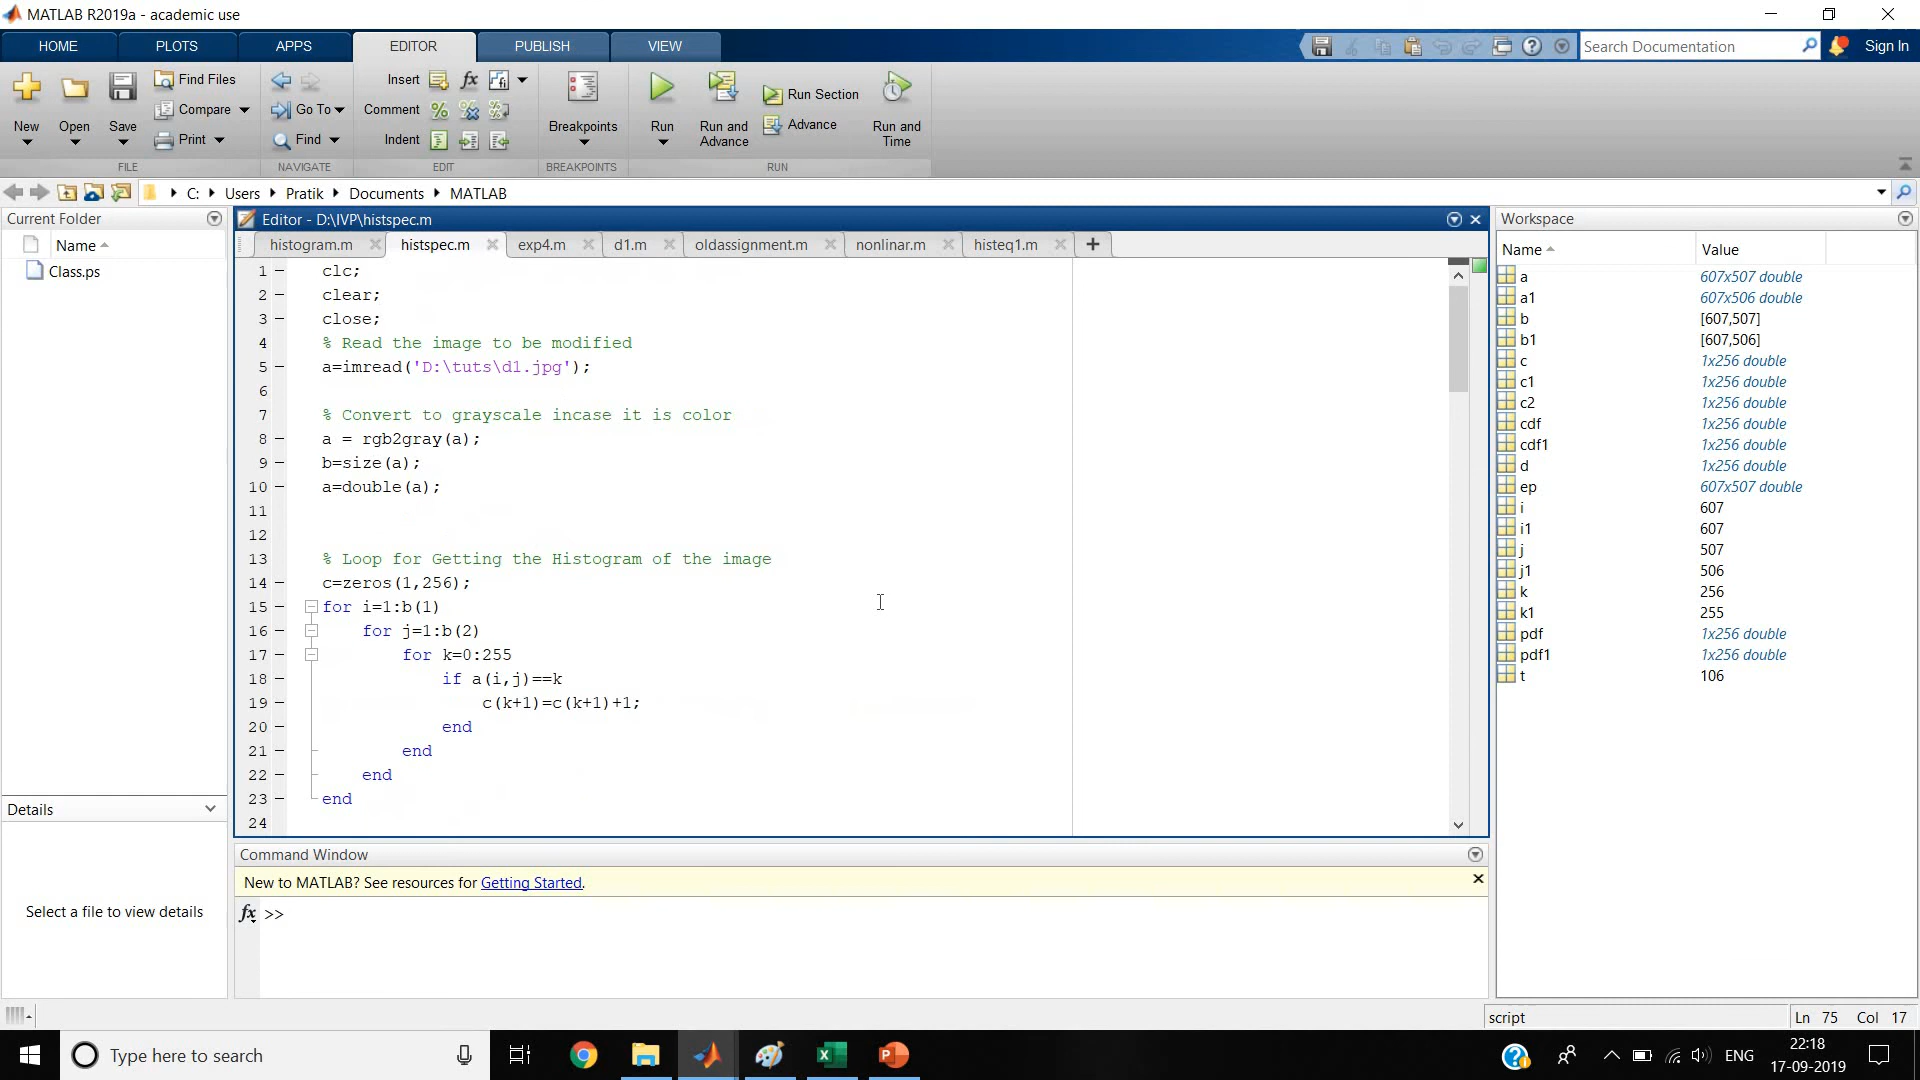 MATLAB R2019a - academic use
HOME PLOTS APPS EDITOR PUBLISH VIEW Search Documentation Sign In
New Open Save Find Files Compare Print
Go To Find
Insert fx fi
Comment
Indent
Breakpoints Run Run and Advance Run Section Advance Run and Time
FILE NAVIGATE EDIT BREAKPOINTS RUN
C: Users Pratik Documents MATLAB
Current Folder
Name
Class.ps
Details
Select a file to view details
Editor - D:\IVP\histspec.m
histogram.m histspec.m exp4.m d1.m oldassignment.m nonlinar.m histeq1.m +
1 clc;
2 clear;
3 close;
4 % Read the image to be modified
5 a=imread('D:\tuts\d1.jpg');
6
7 % Convert to grayscale incase it is color
8 a = rgb2gray(a);
9 b=size(a);
10 a=double(a);
11
12
13 % Loop for Getting the Histogram of the image
14 c=zeros(1,256);
15 for i=1:b(1)
16 for j=1:b(2)
17 for k=0:255
18 if a(i,j)==k
19 c(k+1)=c(k+1)+1;
20 end
21 end
22 end
23 end
24
Command Window
New to MATLAB? See resources for Getting Started.
fx >>
Workspace
Name Value
a 607x507 double
a1 607x506 double
b [607,507]
b1 [607,506]
c 1x256 double
c1 1x256 double
c2 1x256 double
cdf 1x256 double
cdf1 1x256 double
d 1x256 double
ep 607x507 double
i 607
i1 607
j 507
j1 506
k 256
k1 255
pdf 1x256 double
pdf1 1x256 double
t 106
script Ln 75 Col 17
Type here to search
ENG
22:18
17-09-2019